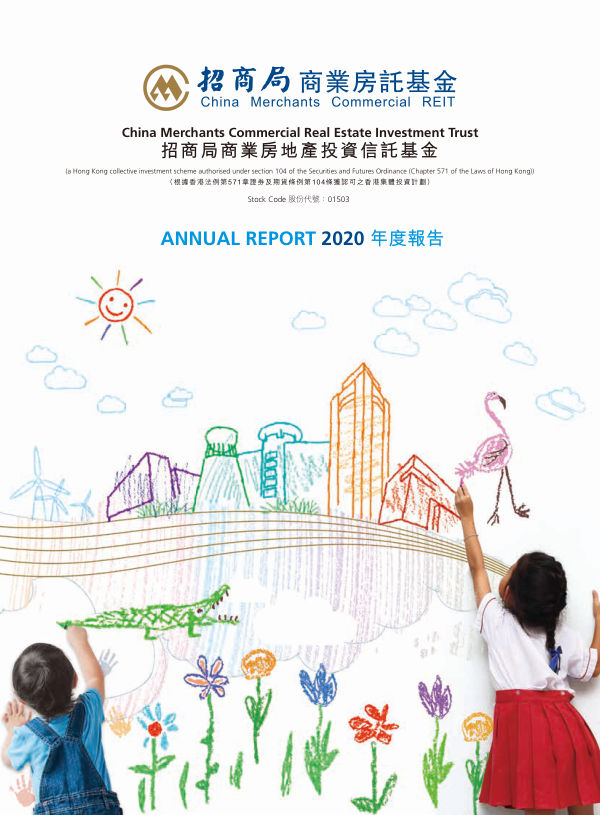 招商局 商業房託基金
China Merchants Commercial REIT
China Merchants Commercial Real Estate Investment Trust
招商局商業房地產投資信託基金
(a Hong Kong collective investment scheme authorised under section 104 of the Securities and Futures Ordinance (Chapter 571 of the Laws of Hong Kong))
（根據香港法例第571章證券及期貨條例第104條獲認可之香港集體投資計劃）
Stock Code 股份代號：01503
ANNUAL REPORT 2020 年度報告